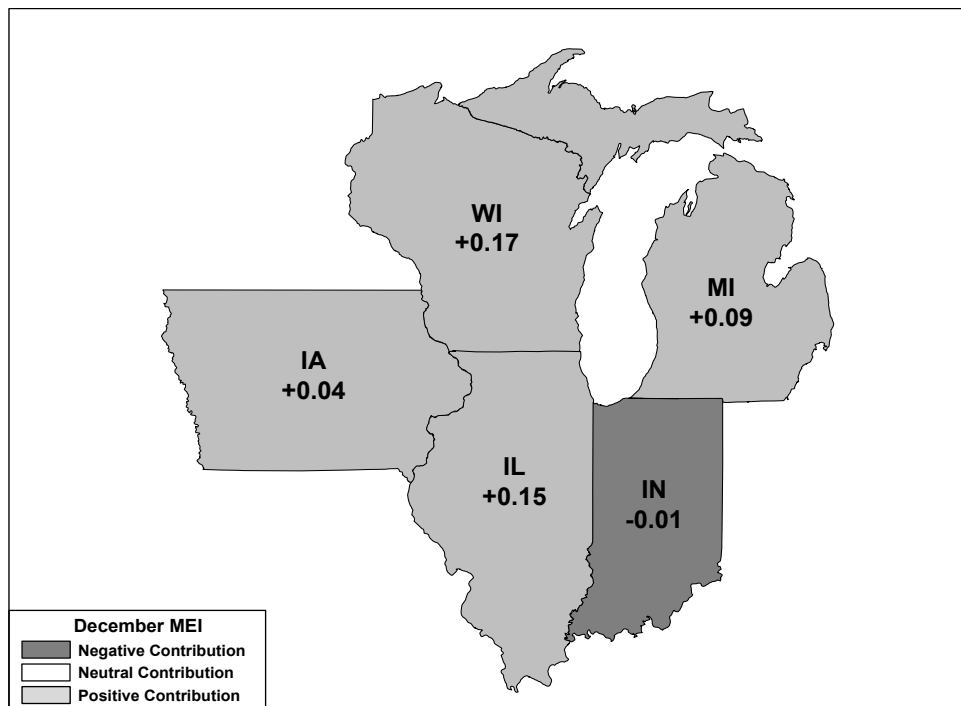 WI
+0.17
MI
+0.09
IA
+0.04
IL
+0.15
IN
-0.01
December MEI
Negative Contribution
Neutral Contribution
Positive Contribution